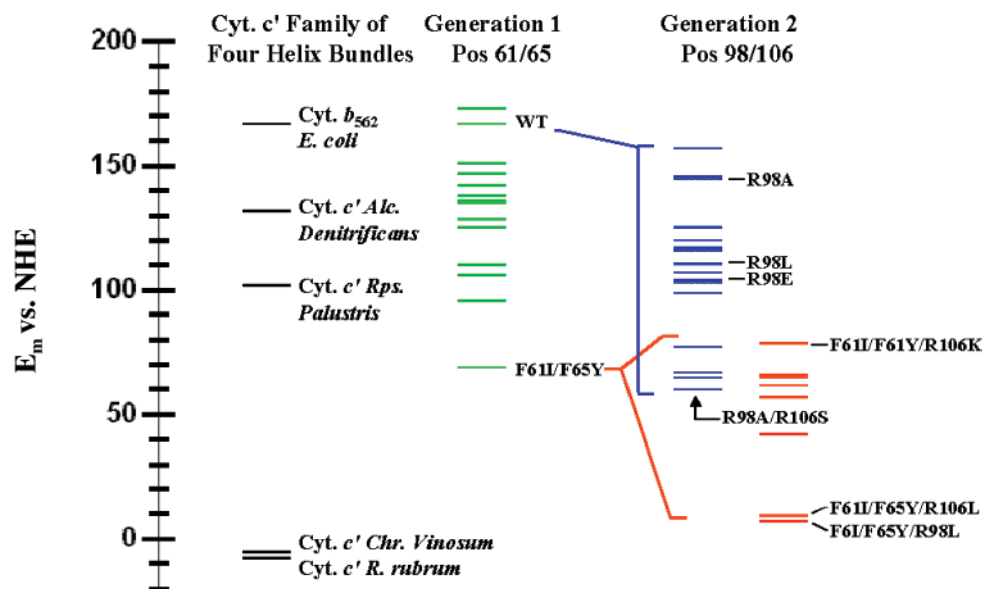 Cyt. c' Family of
Four Helix Bundles
Generation 1
Pos 61/65
Generation 2
Pos 98/106
Em vs. NHE
200
150
100
50
0
Cyt. b562
E. coli
Cyt. c' Alc.
Denitrificans
Cyt. c' Rps.
Palustris
Cyt. c' Chr. Vinosum
Cyt. c' R. rubrum
WT
F61I/F65Y
R98A
R98L
R98E
R98A/R106S
F61I/F61Y/R106K
F61I/F65Y/R106L
F6I/F65Y/R98L